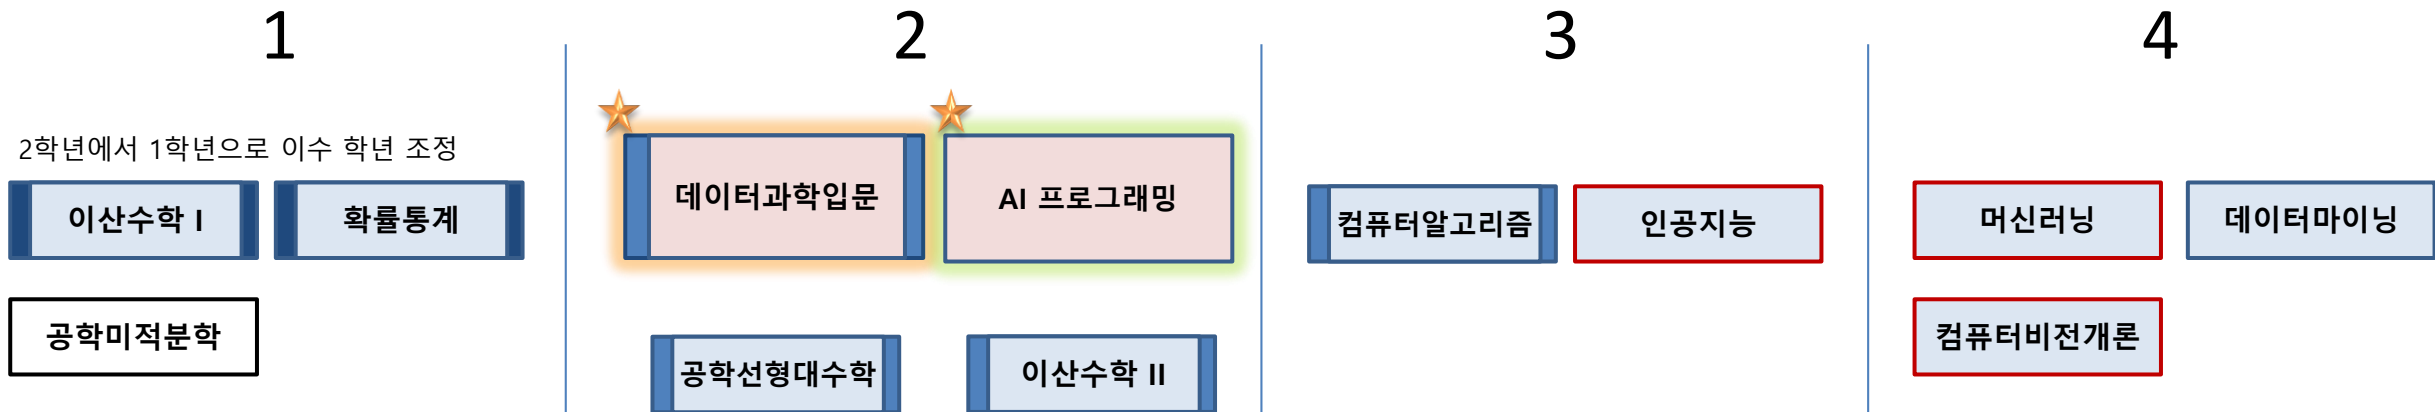 1
2
3
4
2학년에서 1학년으로 이수 학년 조정
이산수학 I
확률통계
공학미적분학
데이터과학입문
AI 프로그래밍
공학선형대수학
이산수학 II
컴퓨터알고리즘
인공지능
머신러닝
데이터마이닝
컴퓨터비전개론